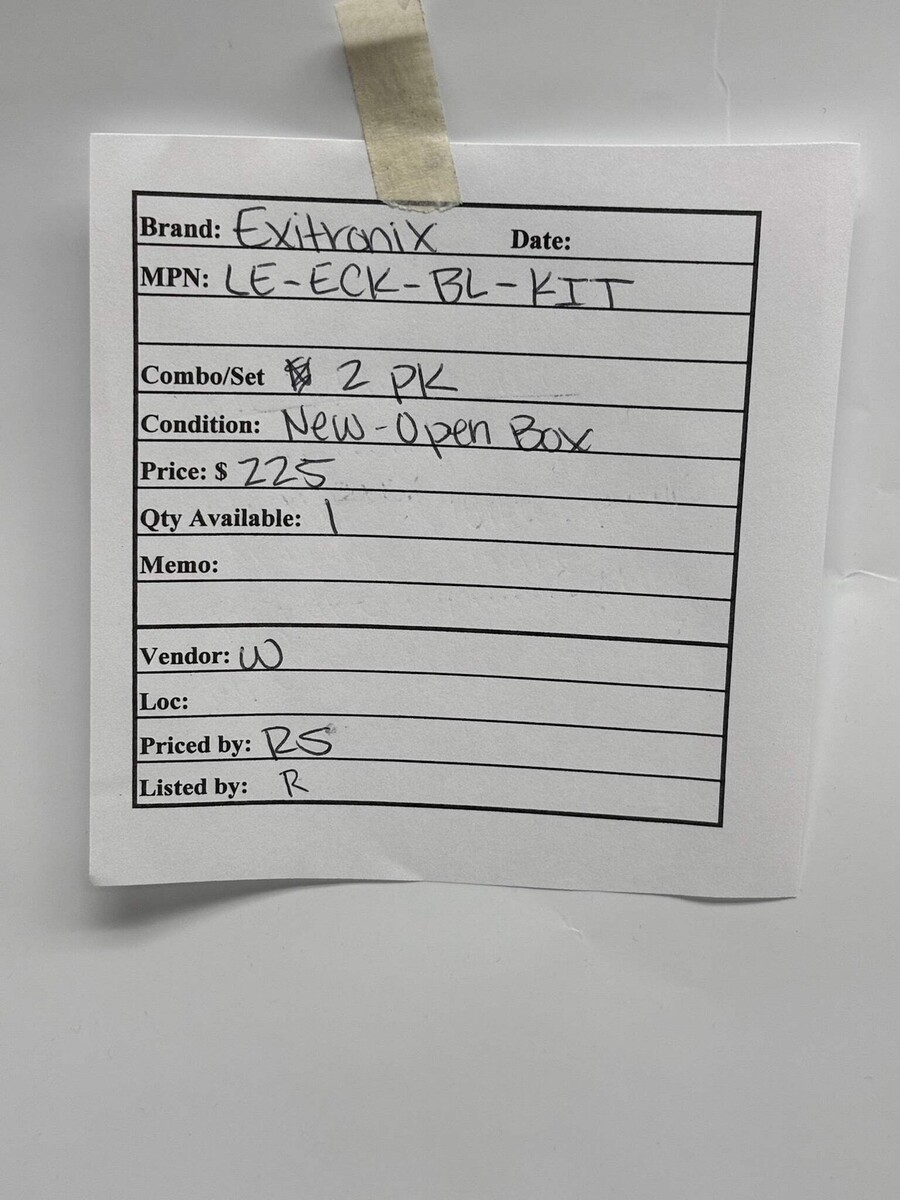 Brand: Exitronix Date:
MPN: LE-ECK-BL-KIT
Combo/Set 2 PK
Condition: New-Open Box
Price: $ 225
Qty Available: 1
Memo:
Vendor: W
Loc:
Priced by: RS
Listed by: R